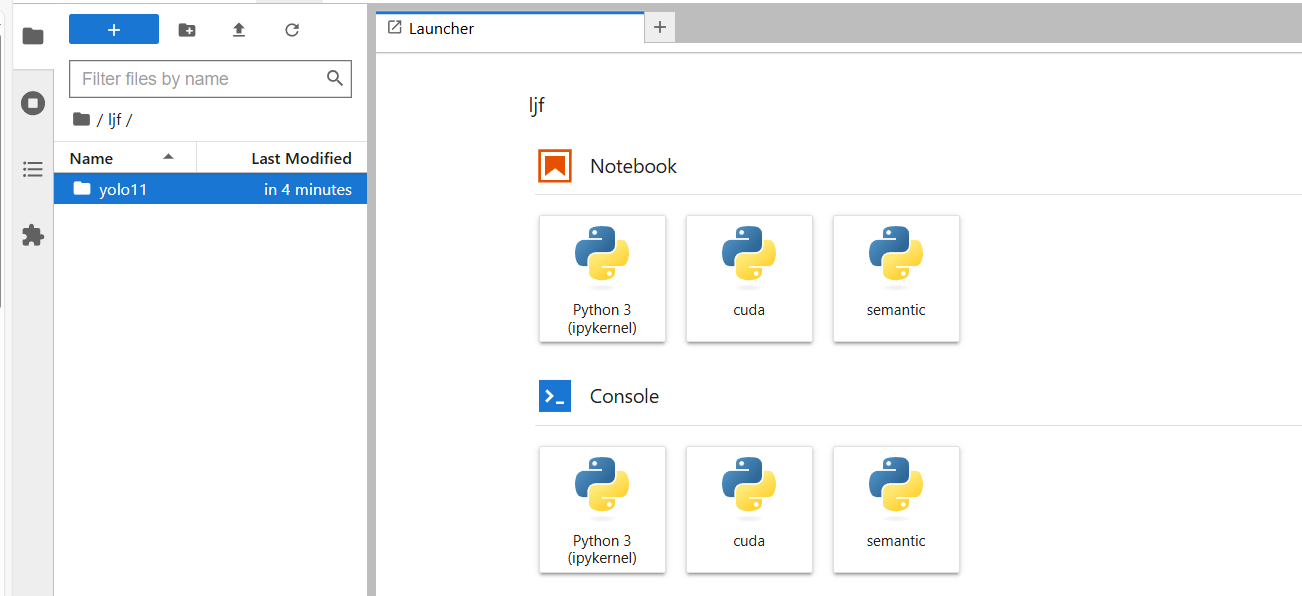 Launcher
Filter files by name
/ ljf /
Name Last Modified
yolo11 in 4 minutes
ljf
Notebook
Python 3
(ipykernel)
cuda
semantic
Console
Python 3
(ipykernel)
cuda
semantic